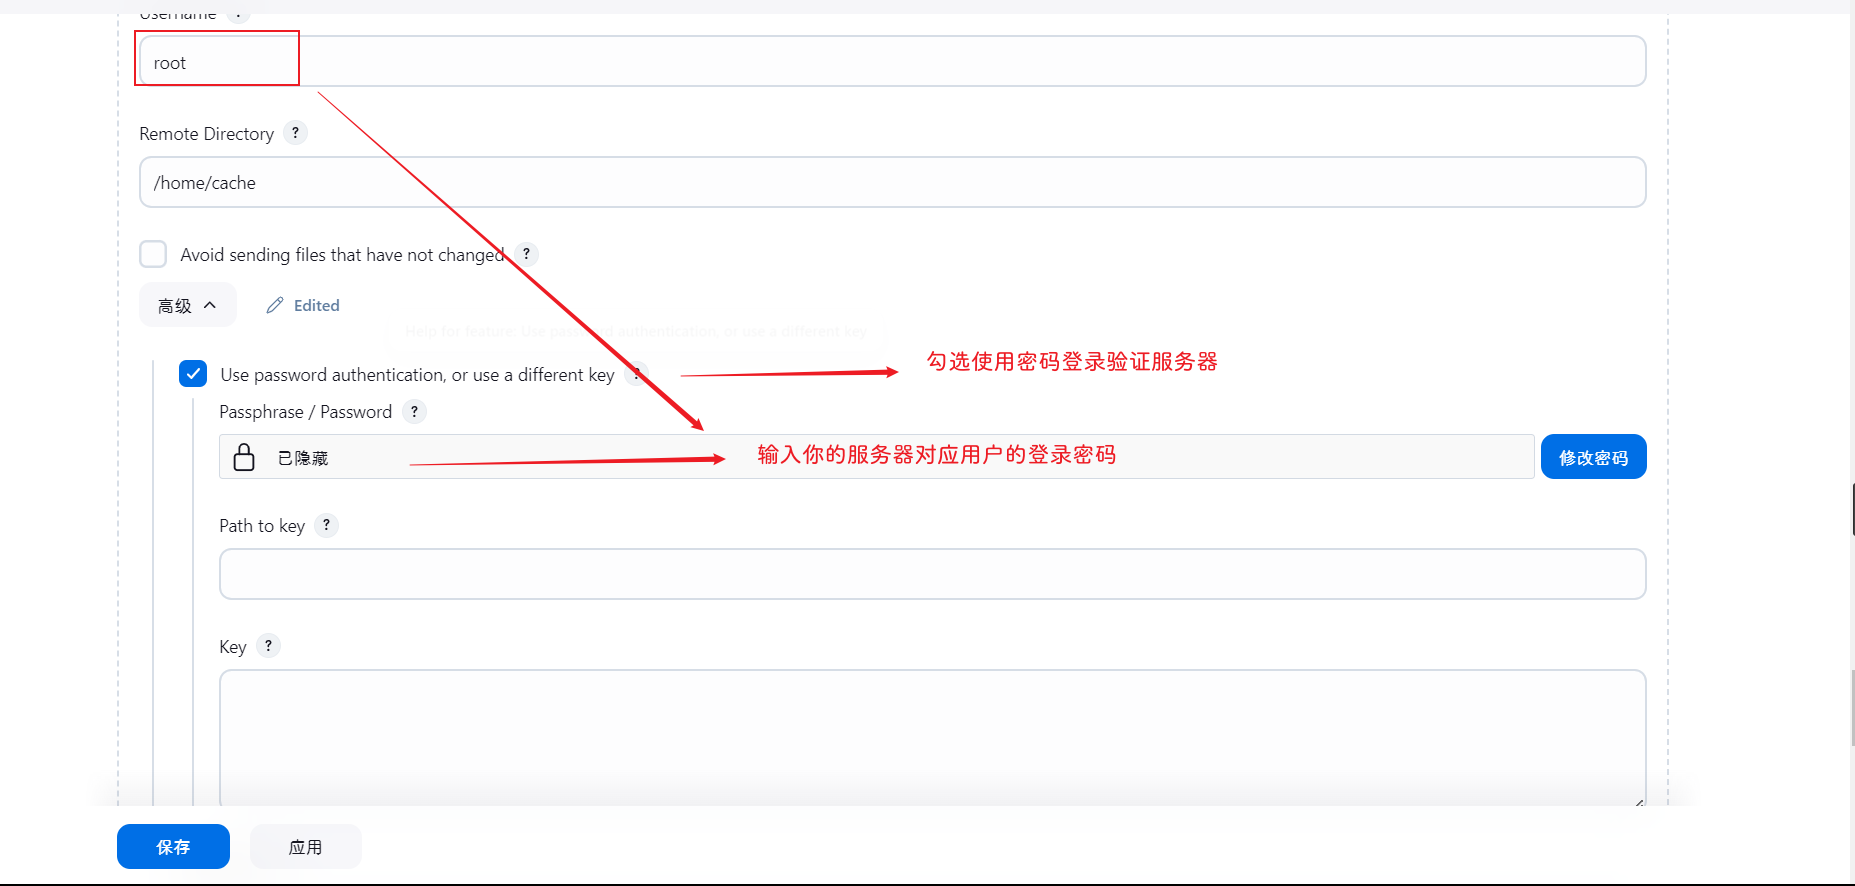 Username ?
root
Remote Directory ?
/home/cache
Avoid sending files that have not changed ?
高级 Edited
Help for feature: Use password authentication, or use a different key
Use password authentication, or use a different key ?
勾选使用密码登录验证服务器
Passphrase / Password ?
已隐藏
输入你的服务器对应用户的登录密码
修改密码
Path to key ?
Key ?
保存 应用